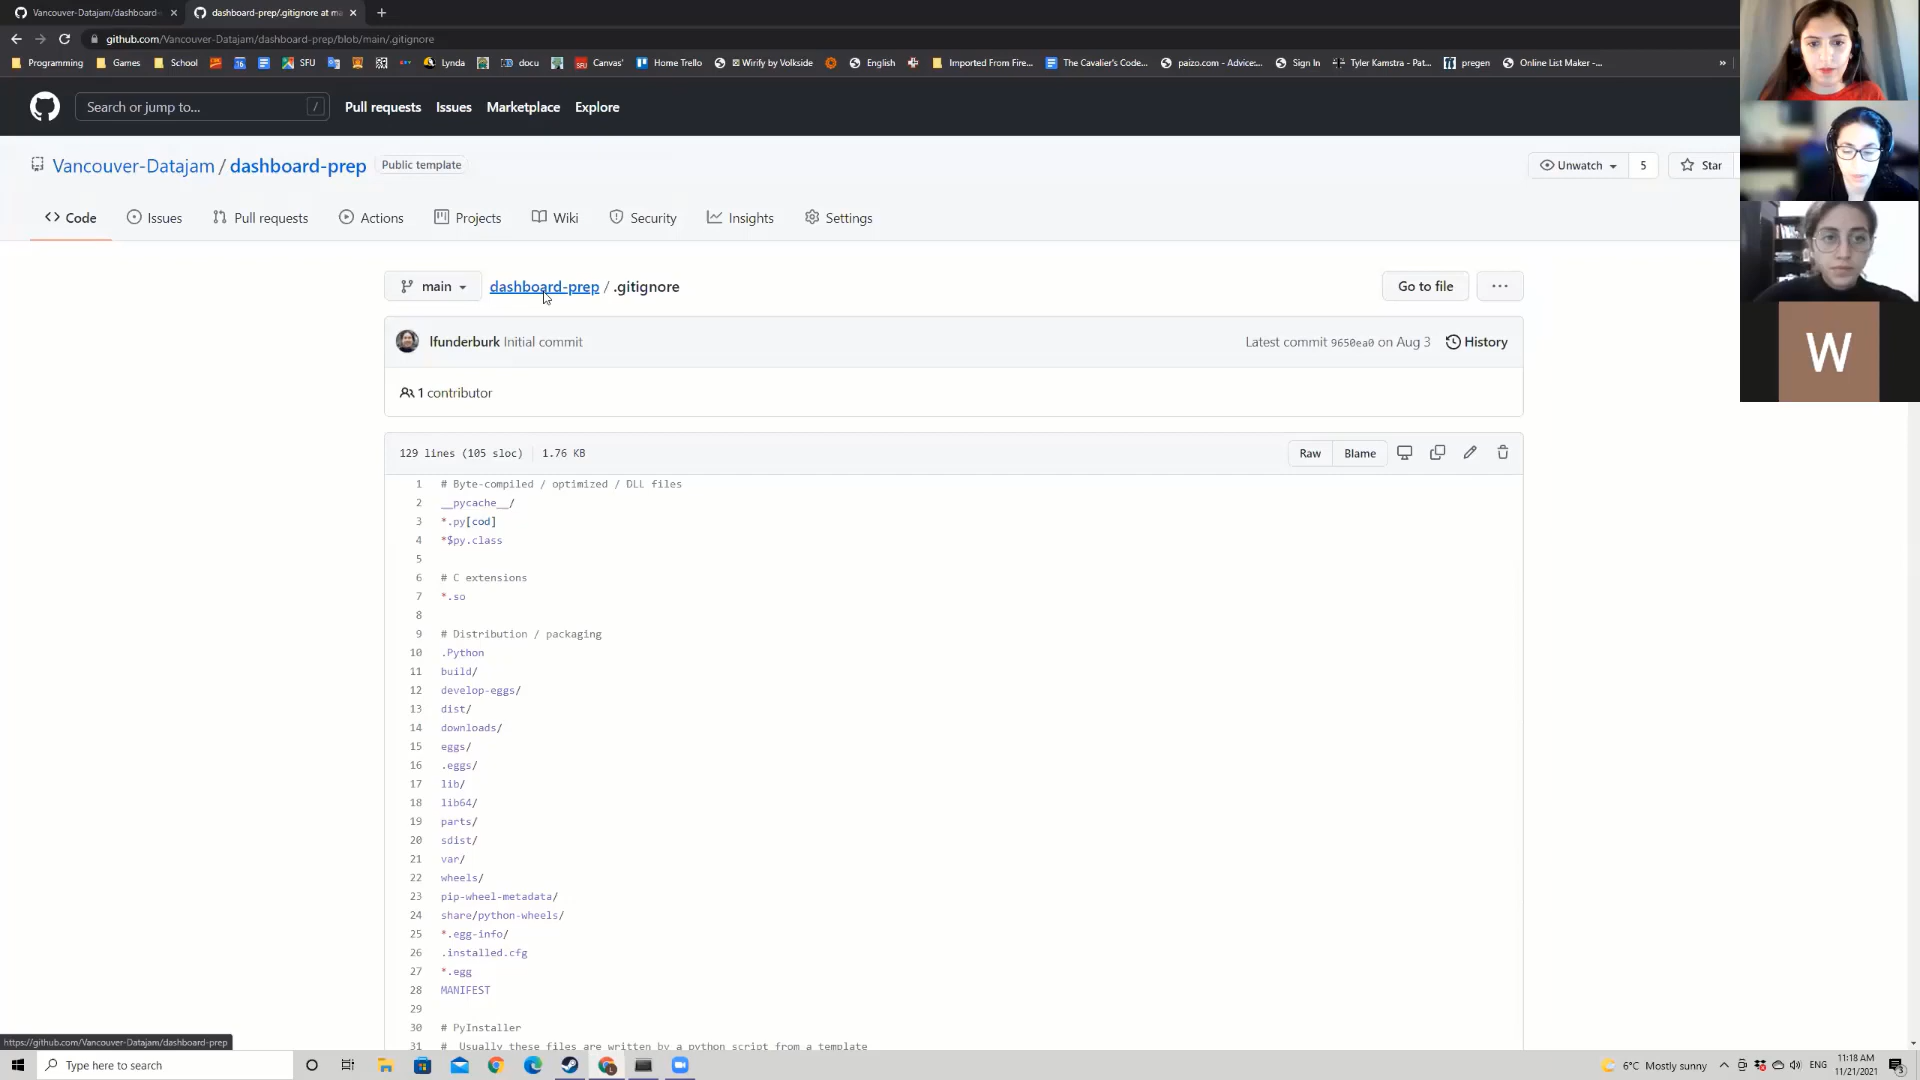 Vancouver-Datajam/dashboard-
dashboard-prep/.gitignore at ma
github.com/Vancouver-Datajam/dashboard-prep/blob/main/.gitignore
Programming
Games
School
SFU
Lynda
docu
Canvas'
Home Trello
Wirify by Volkside
English
Imported From Fire...
The Cavalier's Code...
paizo.com - Advice:...
Sign In
Tyler Kamstra - Pat...
pregen
Online List Maker -...
»
Search or jump to...
/
Pull requests
Issues
Marketplace
Explore
Vancouver-Datajam / dashboard-prep
Public template
Unwatch
5
Star
Code
Issues
Pull requests
Actions
Projects
Wiki
Security
Insights
Settings
main
dashboard-prep / .gitignore
Go to file
...
lfunderburk Initial commit
Latest commit 9650ea0 on Aug 3
History
1 contributor
129 lines (105 sloc)
1.76 KB
Raw
Blame
1 # Byte-compiled / optimized / DLL files
2 __pycache__/
3 *.py[cod]
4 *$py.class
5
6 # C extensions
7 *.so
8
9 # Distribution / packaging
10 .Python
11 build/
12 develop-eggs/
13 dist/
14 downloads/
15 eggs/
16 .eggs/
17 lib/
18 lib64/
19 parts/
20 sdist/
21 var/
22 wheels/
23 pip-wheel-metadata/
24 share/python-wheels/
25 *.egg-info/
26 .installed.cfg
27 *.egg
28 MANIFEST
29
30 # PyInstaller
31 # Usually these files are written by a python script from a template
W
https://github.com/Vancouver-Datajam/dashboard-prep
Type here to search
6°C Mostly sunny
ENG
11:18 AM
11/21/2021